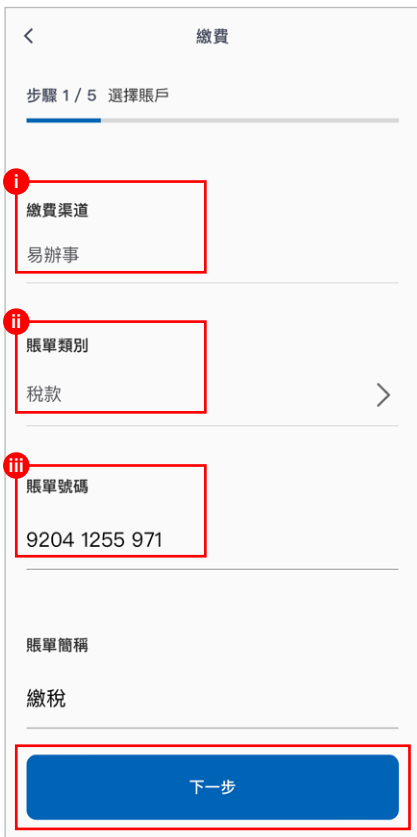 繳費
步驟 1 / 5 選擇賬戶
i
繳費渠道
易辦事
ii
賬單類別
稅款
iii
賬單號碼
9204 1255 971
賬單簡稱
繳稅
下一步